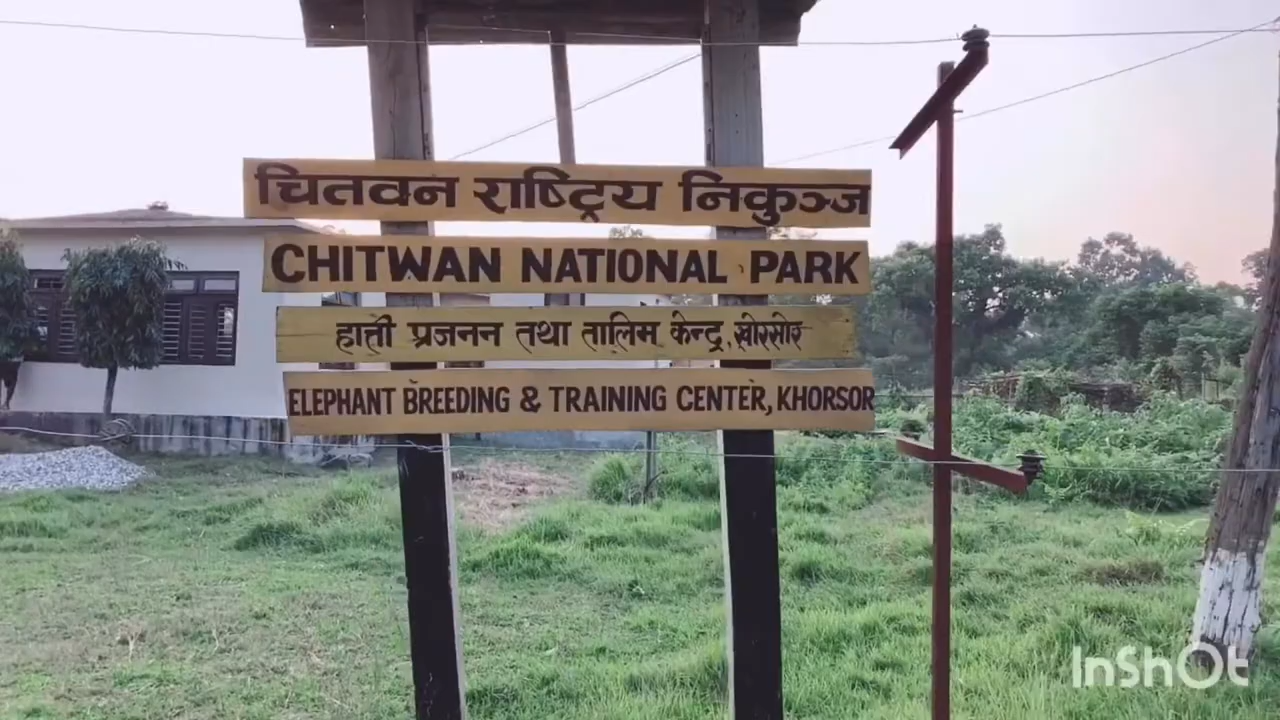 चितवन राष्ट्रिय निकुञ्ज
CHITWAN NATIONAL PARK
हात्ती प्रजनन तथा तालिम केन्द्र, खोरसोर
ELEPHANT BREEDING & TRAINING CENTER, KHORSOR
InShOt